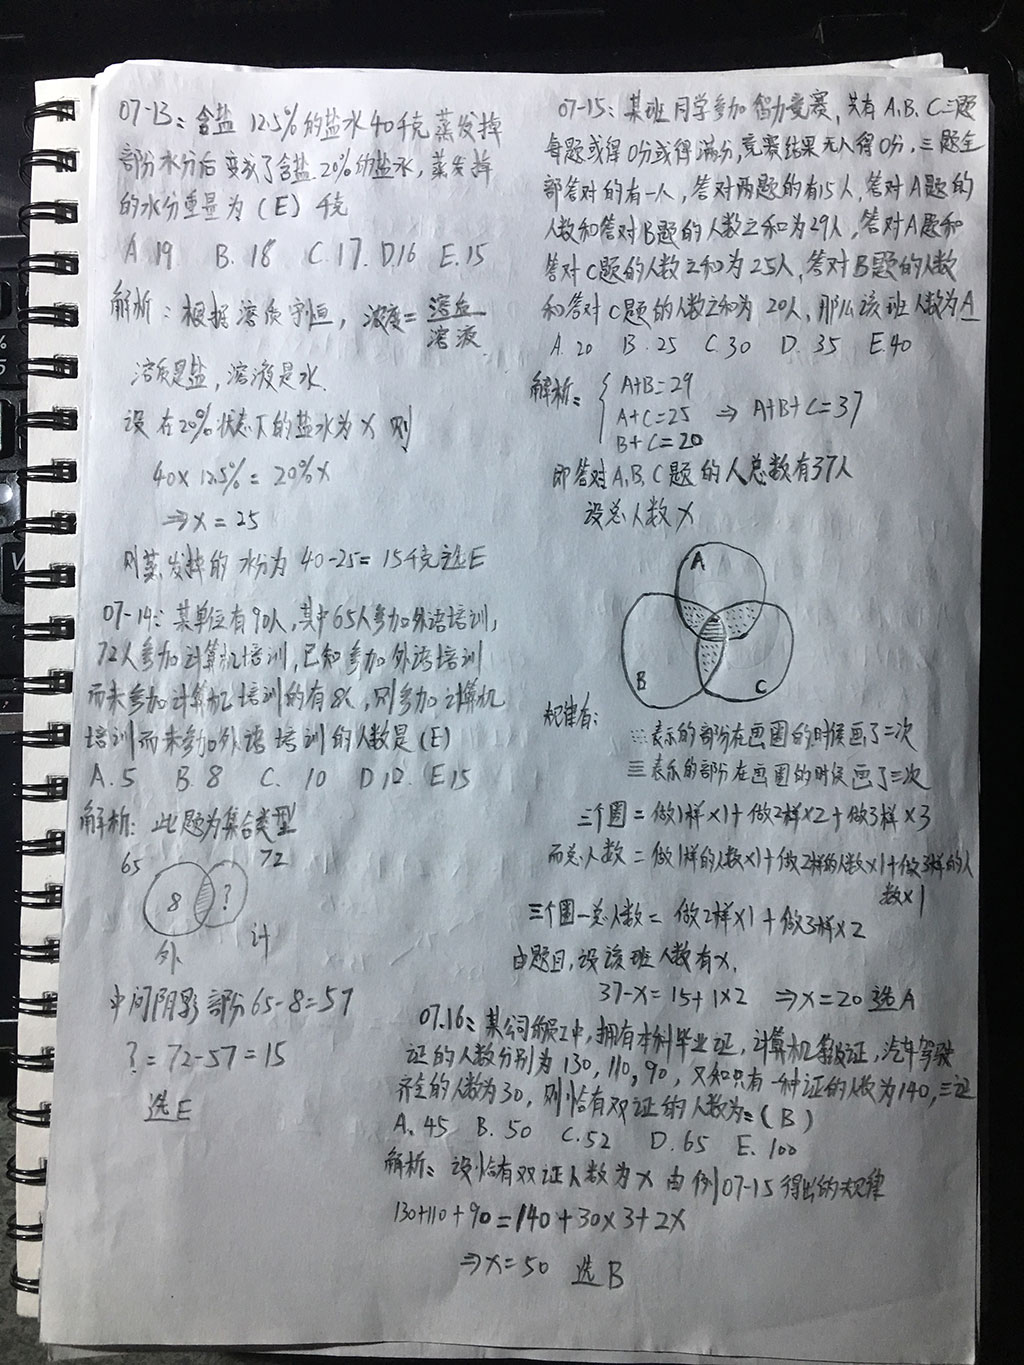 07-13：含盐 12.5%的盐水40千克蒸发掉
部分水分后变成了含盐20%的盐水，蒸发掉
的水分重量为（E）千克
A.19 B.18 C.17 D.16 E.15
解析：根据溶质守恒，浓度=溶质/溶液
溶质是盐，溶液是水.
设在20%状态下的盐水为x 则
40×12.5%=20%x
⇒x=25
则蒸发掉的水份为 40-25=15千克 选E
07-14：某单位有90人，其中65人参加外语培训，
72人参加计算机培训，已知参加外语培训
而未参加计算机培训的有8人，则参加计算机
培训而未参加外语培训的人数是（E）
A.5 B.8 C.10 D.12 E.15
解析：此题为集合类型
65 72
8 ?
外 计
中间阴影部分65-8=57
?=72-57=15
选E
07-15：某班同学参加智力竞赛，共有A.B.C三题
每题或得0分或得满分，竞赛结果无人得0分，三题全
部答对的有一人，答对两题的有15人，答对A题的
人数和答对B题的人数之和为29人，答对A题和
答对C题的人数之和为25人，答对B题的人数
和答对C题的人数之和为20人，那么该班人数为A
A.20 B.25 C.30 D.35 E.40
解析：
A+B=29
A+C=25 ⇒ A+B+C=37
B+C=20
即答对A,B,C题的人总数有37人
设总人数x
A
B C
规律有：
表示的部分在画圈的时候画了二次
表示的部分在画圈的时候画了三次
三个圈=做1样×1+做2样×2+做3样×3
而总人数=做1样的人数×1+做2样的人数×1+做3样的人
数×1
三个圈-总人数=做2样×1+做3样×2
由题目，设该班人数有x.
37-x=15+1×2 ⇒x=20 选A
07.16：某公司的员工中，拥有本科毕业证，计算机等级证，汽车驾驶
证的人数分别为130,110,90，又知只有一种证的人数为140，三证
齐全的人数为30，则恰有双证的人数为=（B）
A.45 B.50 C.52 D.65 E.100
解析：设恰有双证人数为x 由例07-15得出的规律
130+110+90=140+30×3+2x
⇒x=50 选B